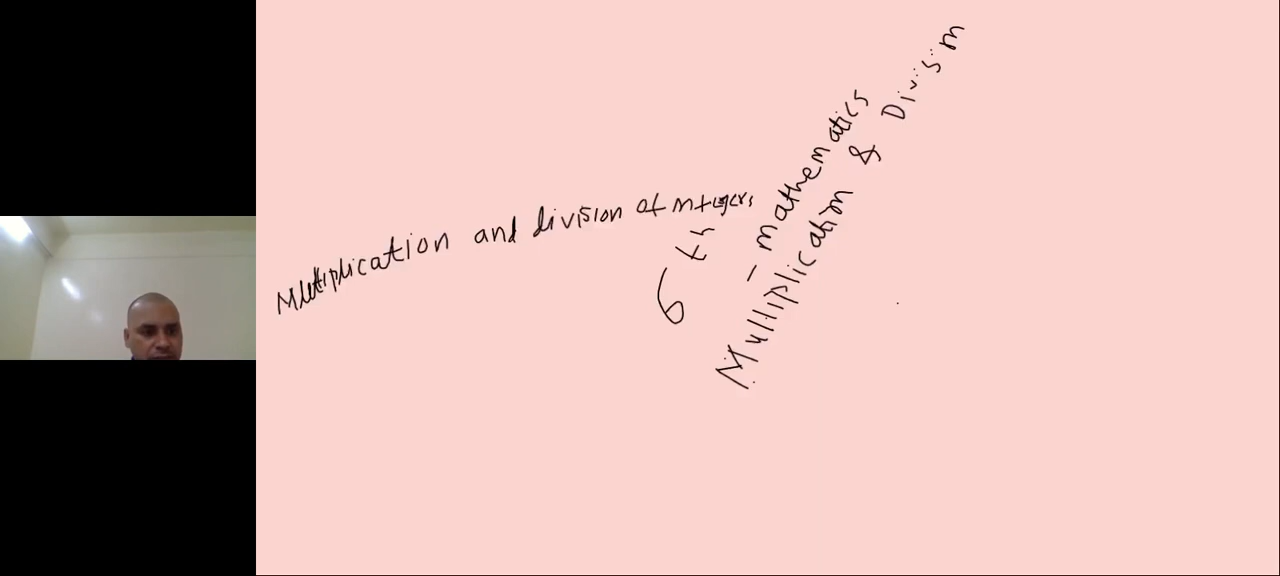 Multiplication and division of integers
6th - mathematics
Multiplication & Division